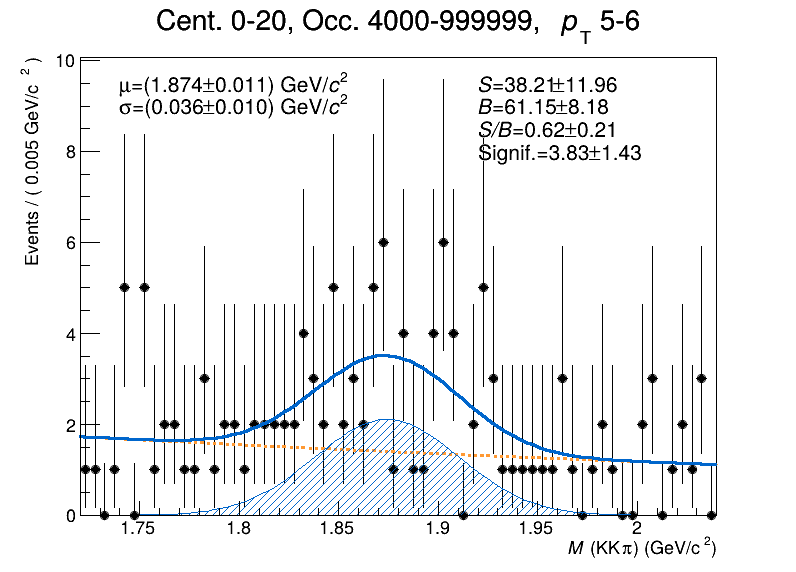 Cent. 0-20, Occ. 4000-999999, pT 5-6
Events / ( 0.005 GeV/c² )
μ=(1.874±0.011) GeV/c²
σ=(0.036±0.010) GeV/c²
S=38.21±11.96
B=61.15±8.18
S/B=0.62±0.21
Signif.=3.83±1.43
10
8
6
4
2
0
1.75 1.8 1.85 1.9 1.95 2
M (KKπ) (GeV/c²)